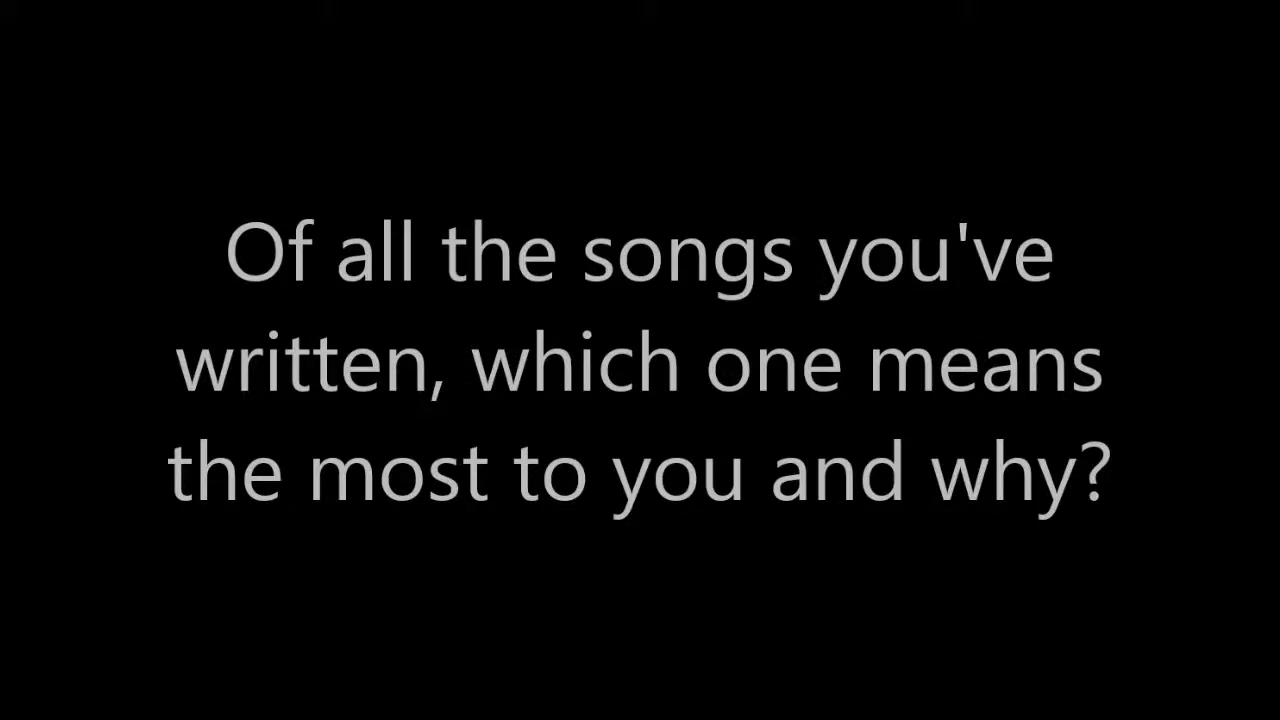 Of all the songs you've
written, which one means
the most to you and why?